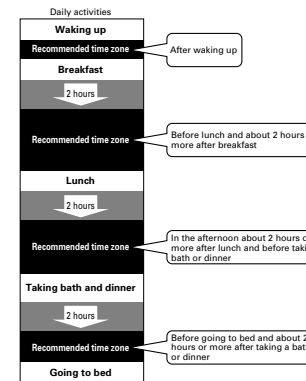 Daily activities
Waking up
Recommended time zone
After waking up
Breakfast
2 hours
Recommended time zone
Before lunch and about 2 hours
more after breakfast
Lunch
2 hours
Recommended time zone
In the afternoon about 2 hours
more after lunch and before
bath or dinner
Taking bath and dinner
2 hours
Recommended time zone
Before going to bed and about 2
hours or more after taking a
or dinner
Going to bed